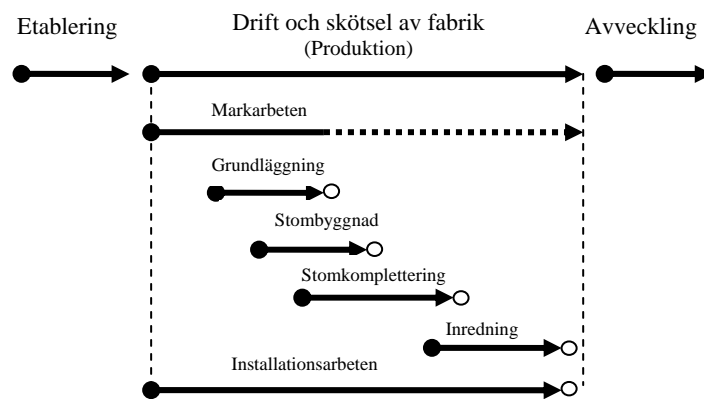 Etablering
Drift och skötsel av fabrik
(Produktion)
Avveckling
Markarbeten
Grundläggning
Stombyggnad
Stomkomplettering
Inredning
Installationsarbeten